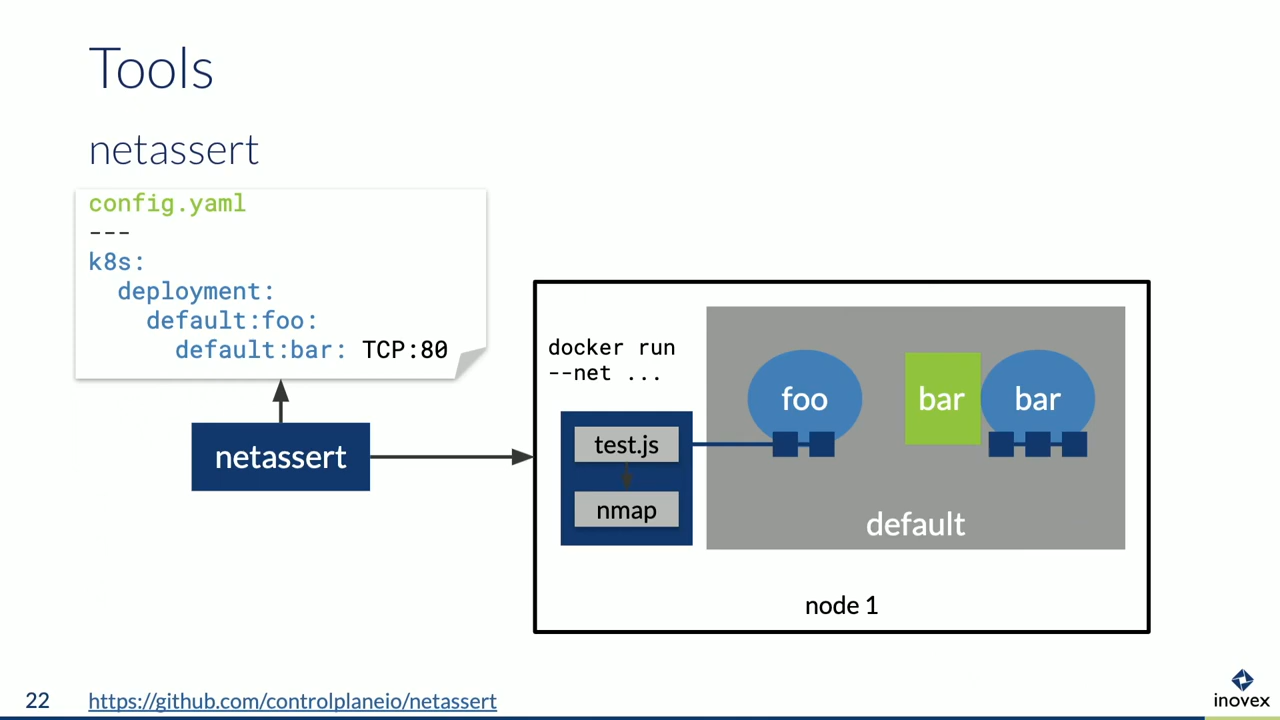 Tools
netassert
config.yaml
---
k8s:
deployment:
default:foo:
default:bar: TCP:80
netassert
docker run
--net ...
test.js
nmap
foo
bar
bar
default
node 1
22
https://github.com/controlplaneio/netassert
inovex